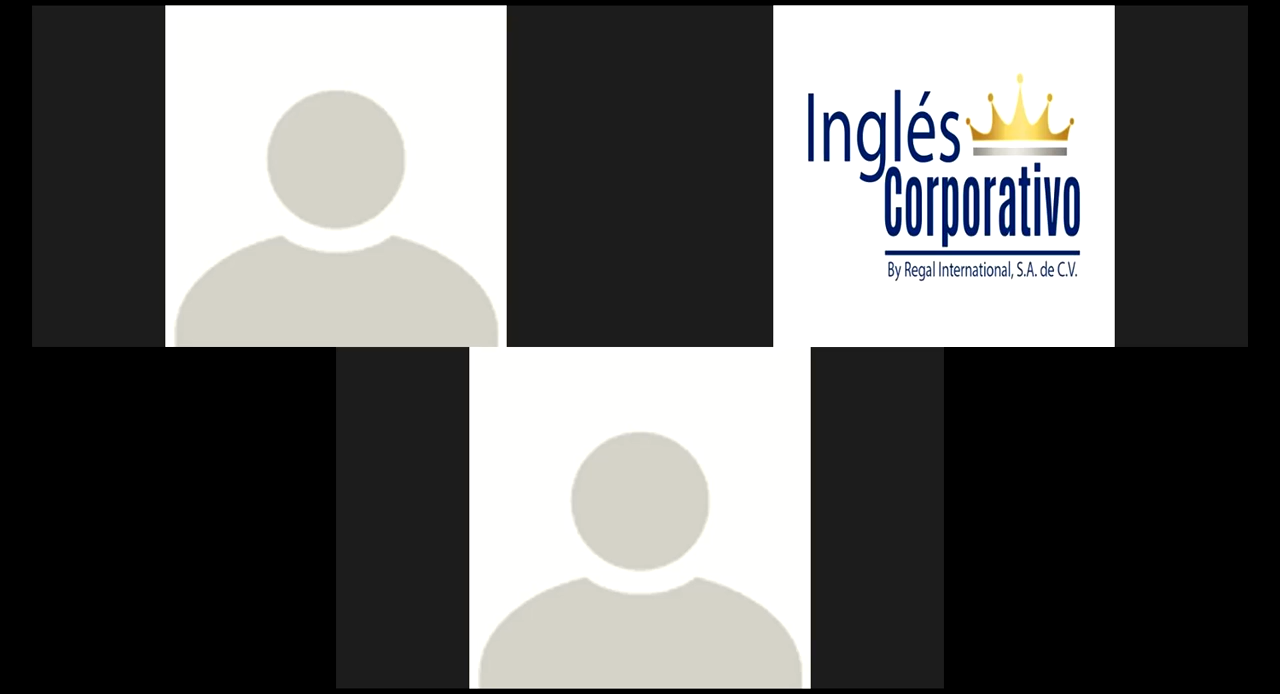 Inglés
Corporativo
By Regal International, S.A. de C.V.